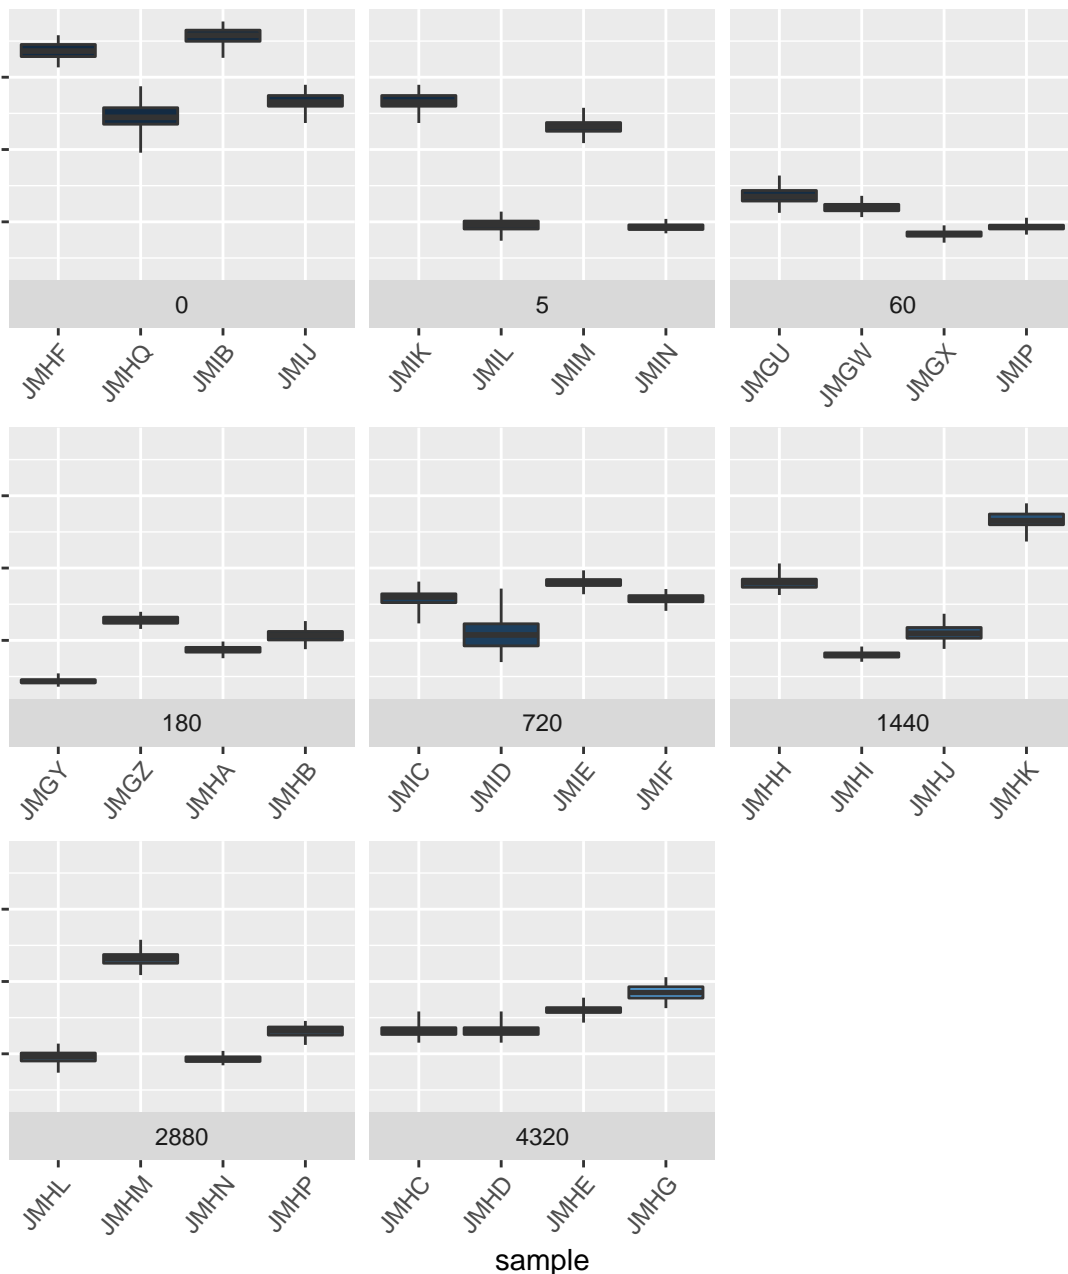 0 5 60
JMHF JMHQ JMIB JMIJ JMIK JMIL JMIM JMIN JMGU JMGW JMGX JMIP
180 720 1440
JMGY JMGZ JMHA JMHB JMIC JMID JMIE JMIF JMHH JMHI JMHJ JMHK
2880 4320
JMHL JMHM JMHN JMHP JMHC JMHD JMHE JMHG
sample